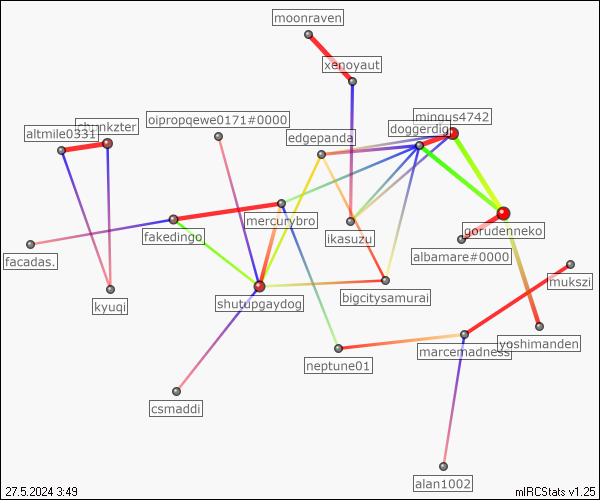 moonraven
xenoyaut
oipropqewe0171#0000
mingus4742
chunkzter
doggerdig
altmile0331
edgepanda
mercurybro
gorudenneko
ikasuzu
fakedingo
albamare#0000
facadas.
mukszi
bigcitysamurai
kyuqi
shutupgaydog
yoshimanden
marcemadness
neptune01
csmaddi
alan1002
27.5.2024 3:49
mIRCStats v1.25